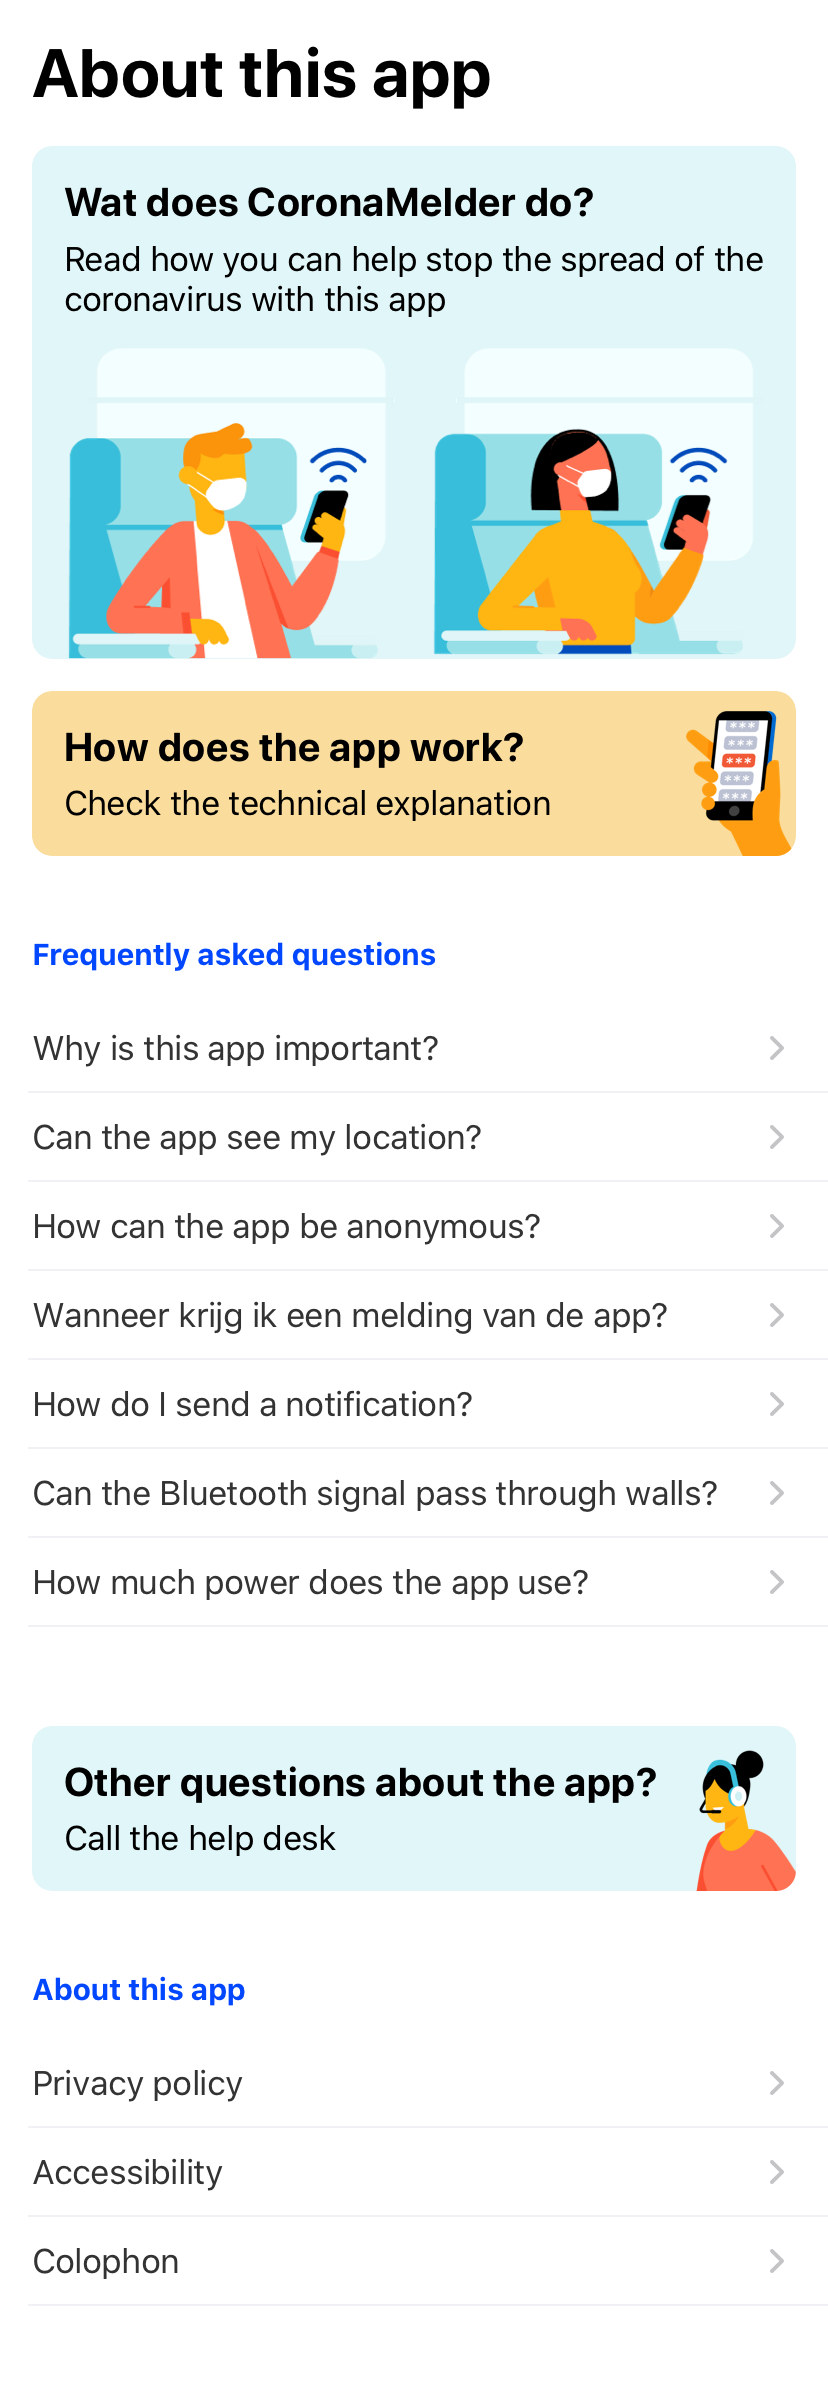 About this app
Wat does CoronaMelder do?
Read how you can help stop the spread of the
coronavirus with this app
How does the app work?
Check the technical explanation
***
***
***
***
***
Frequently asked questions
Why is this app important?
Can the app see my location?
How can the app be anonymous?
Wanneer krijg ik een melding van de app?
How do I send a notification?
Can the Bluetooth signal pass through walls?
How much power does the app use?
Other questions about the app?
Call the help desk
About this app
Privacy policy
Accessibility
Colophon